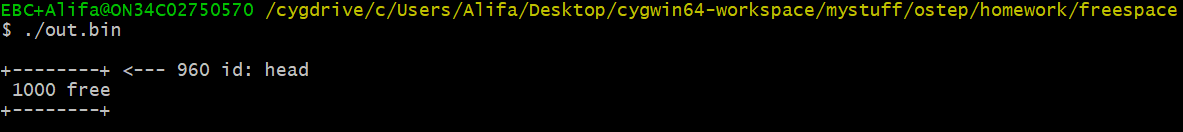 EBC+Alifa@ON34C02750570 /cygdrive/c/Users/Alifa/Desktop/cygwin64-workspace/mystuff/ostep/homework/freespace
$ ./out.bin
+--------+ <--- 960 id: head
1000 free
+--------+